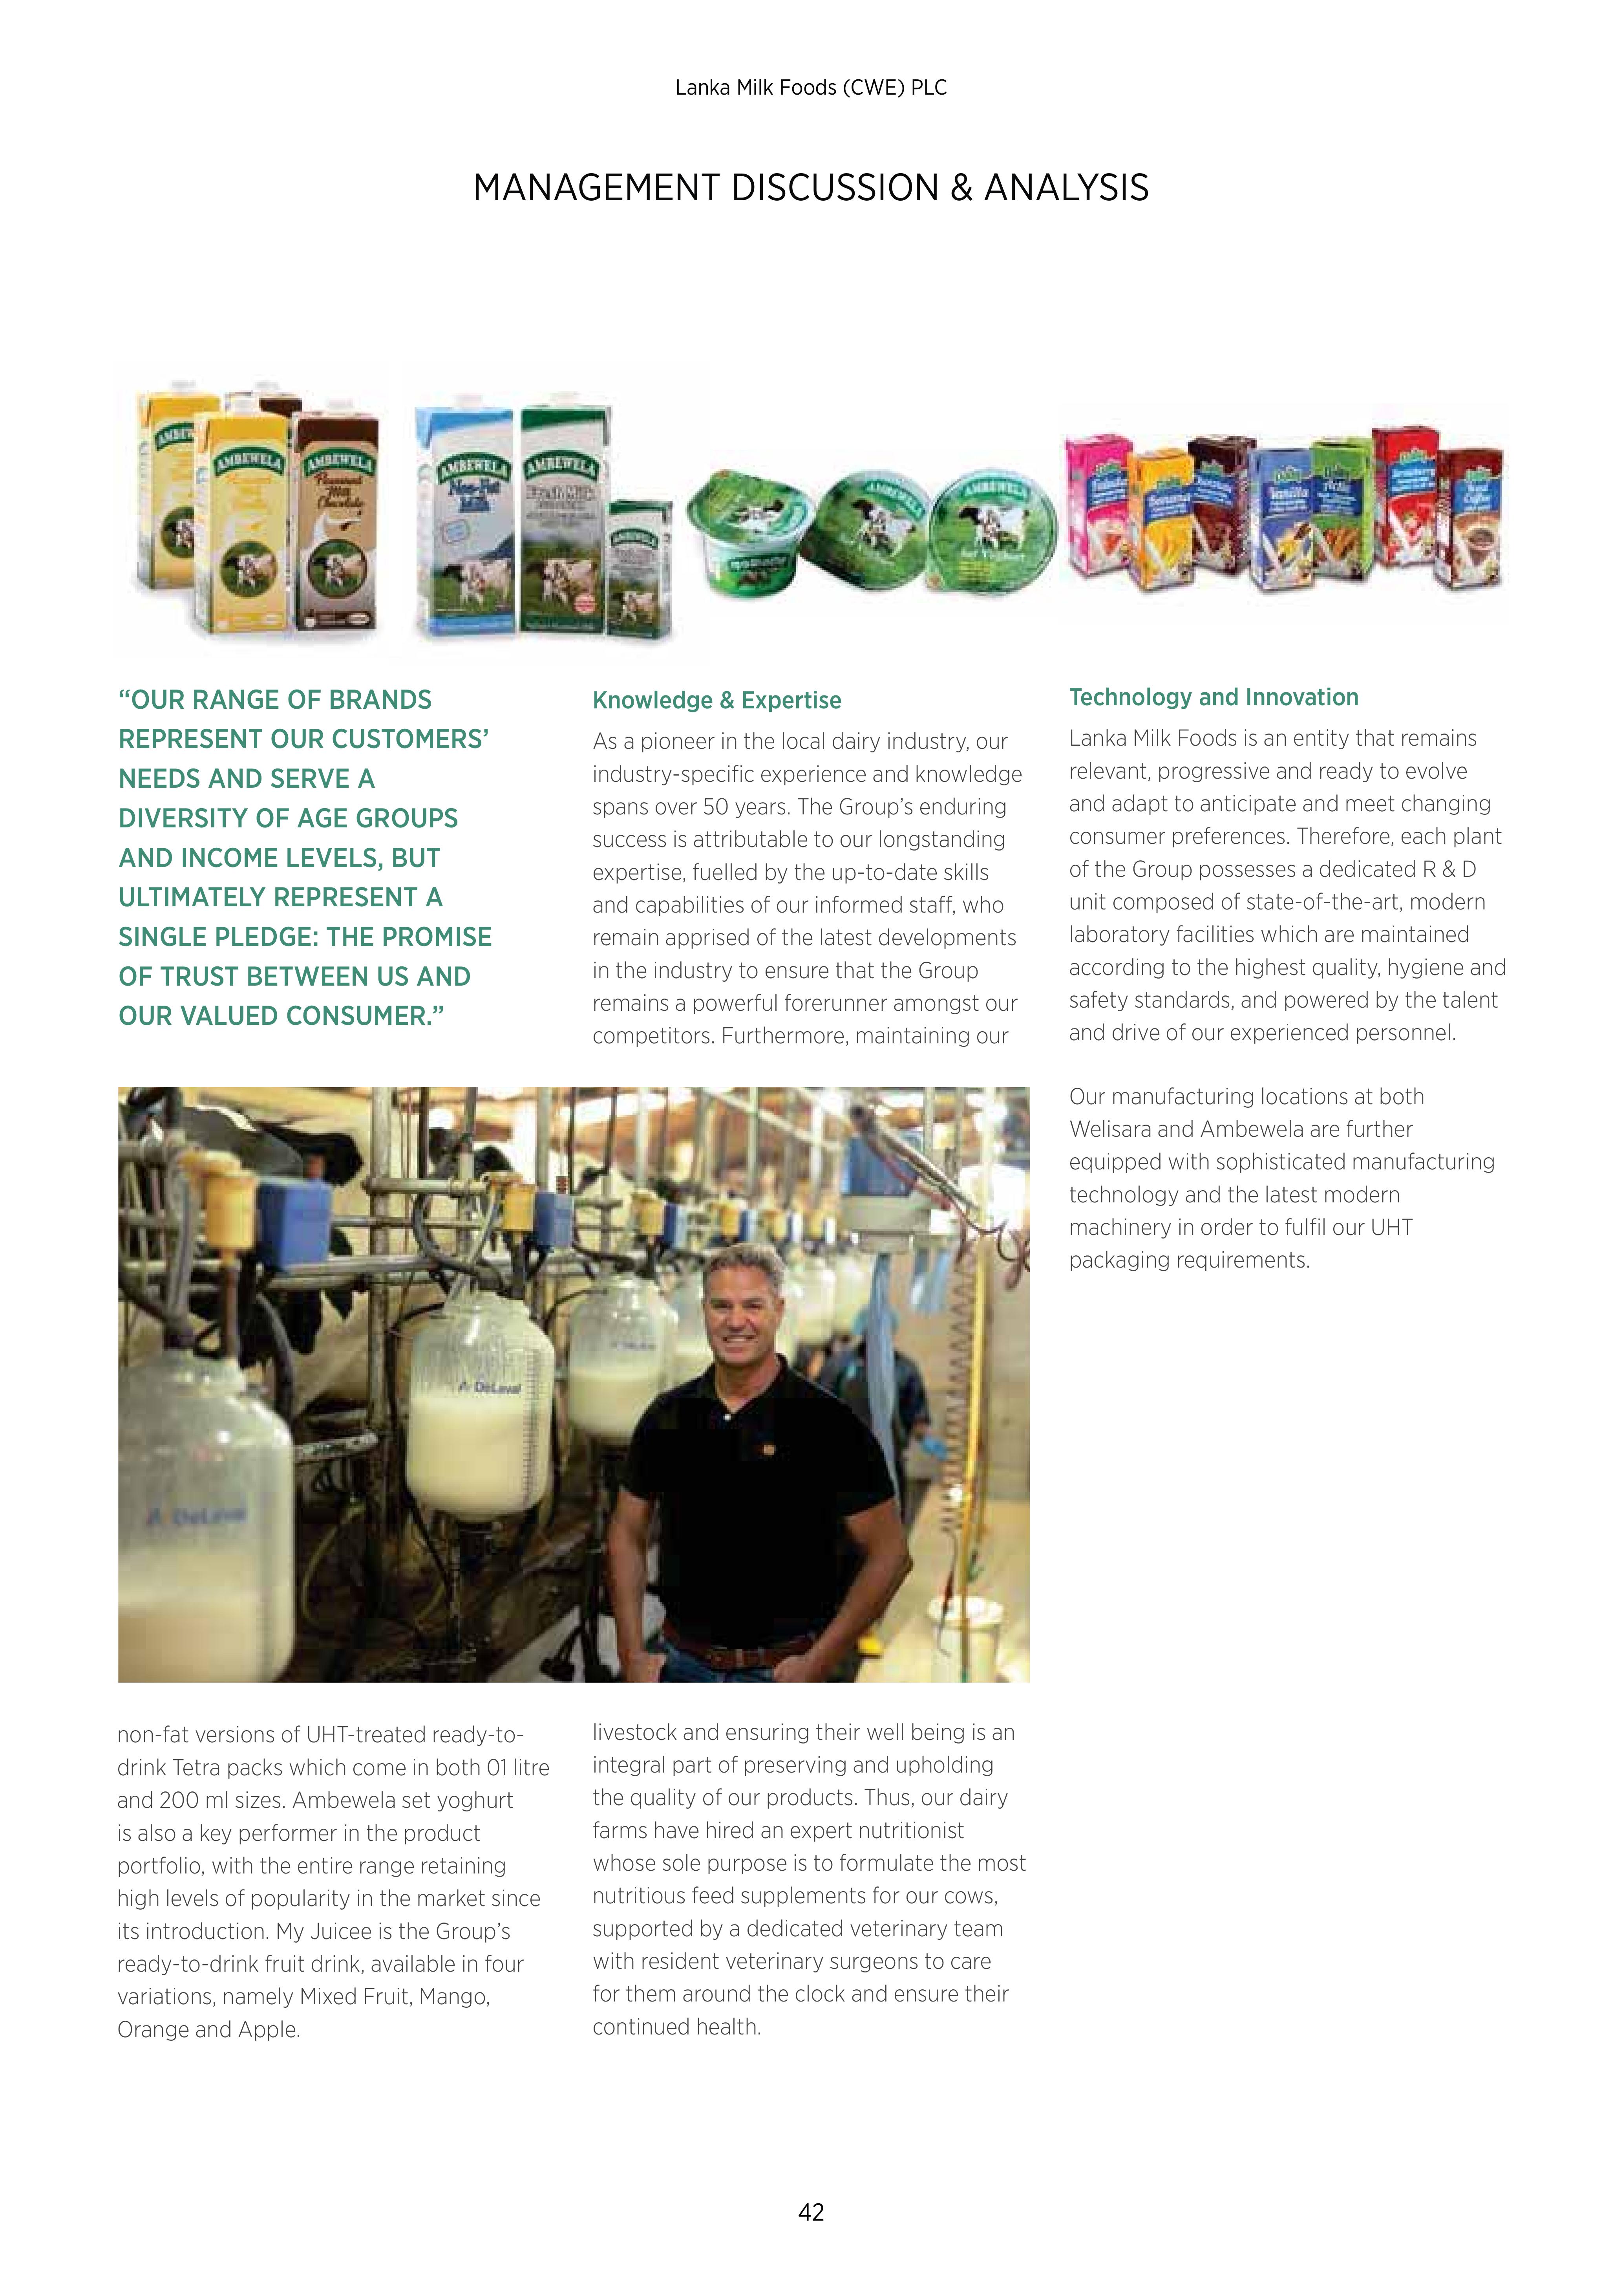 Lanka Milk Foods (CWE) PLC
MANAGEMENT DISCUSSION & ANALYSIS
AMBEWELA
AMBEWELA
Flavoured
Milk
Chocolate
AMBEWELA
Non-Fat
Milk
AMBEWELA
Fresh Milk
AMBEWELA
AMBEWELA
AMBEWELA
Set Yoghurt
Daily
Faluda
Daily
Banana
Daily
Vanilla
Daily
Daily
Strawberry
Daily
Coffee
“OUR RANGE OF BRANDS
REPRESENT OUR CUSTOMERS’
NEEDS AND SERVE A
DIVERSITY OF AGE GROUPS
AND INCOME LEVELS, BUT
ULTIMATELY REPRESENT A
SINGLE PLEDGE: THE PROMISE
OF TRUST BETWEEN US AND
OUR VALUED CONSUMER.”
non-fat versions of UHT-treated ready-to-
drink Tetra packs which come in both 01 litre
and 200 ml sizes. Ambewela set yoghurt
is also a key performer in the product
portfolio, with the entire range retaining
high levels of popularity in the market since
its introduction. My Juicee is the Group’s
ready-to-drink fruit drink, available in four
variations, namely Mixed Fruit, Mango,
Orange and Apple.
Knowledge & Expertise
As a pioneer in the local dairy industry, our
industry-specific experience and knowledge
spans over 50 years. The Group’s enduring
success is attributable to our longstanding
expertise, fuelled by the up-to-date skills
and capabilities of our informed staff, who
remain apprised of the latest developments
in the industry to ensure that the Group
remains a powerful forerunner amongst our
competitors. Furthermore, maintaining our
DeLaval
DeLaval
livestock and ensuring their well being is an
integral part of preserving and upholding
the quality of our products. Thus, our dairy
farms have hired an expert nutritionist
whose sole purpose is to formulate the most
nutritious feed supplements for our cows,
supported by a dedicated veterinary team
with resident veterinary surgeons to care
for them around the clock and ensure their
continued health.
Technology and Innovation
Lanka Milk Foods is an entity that remains
relevant, progressive and ready to evolve
and adapt to anticipate and meet changing
consumer preferences. Therefore, each plant
of the Group possesses a dedicated R & D
unit composed of state-of-the-art, modern
laboratory facilities which are maintained
according to the highest quality, hygiene and
safety standards, and powered by the talent
and drive of our experienced personnel.
Our manufacturing locations at both
Welisara and Ambewela are further
equipped with sophisticated manufacturing
technology and the latest modern
machinery in order to fulfil our UHT
packaging requirements.
42